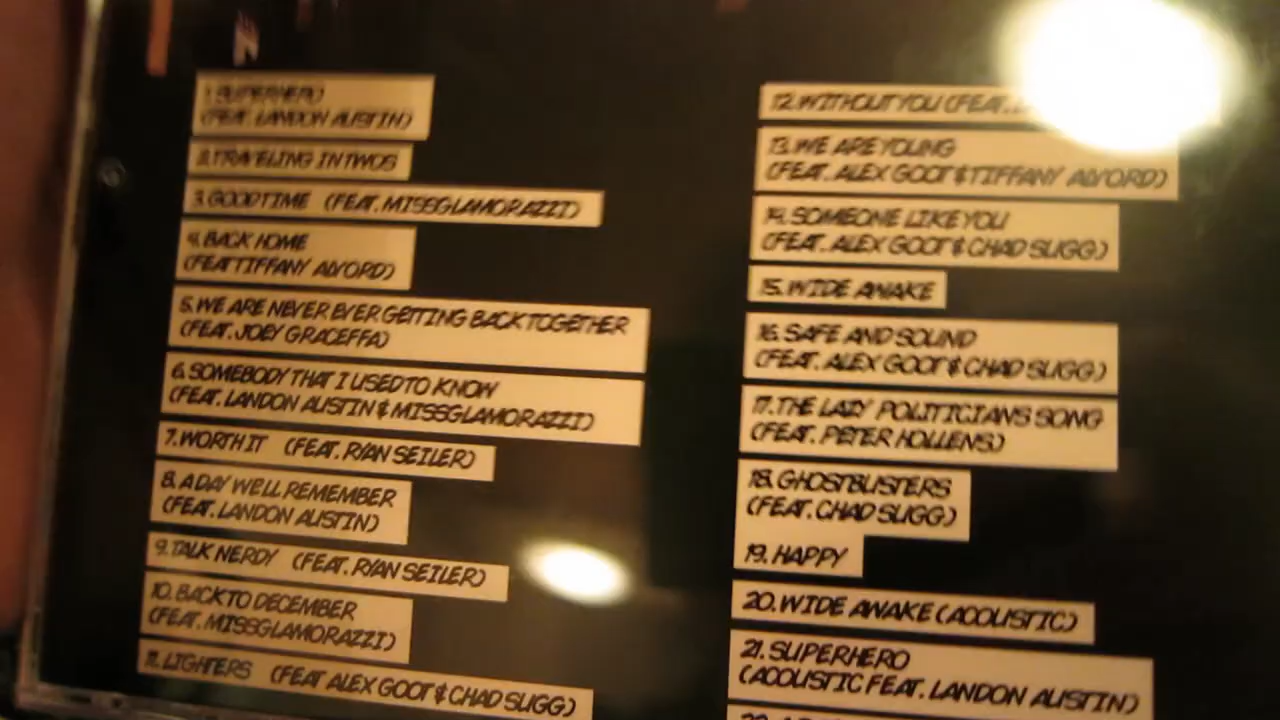 1. SUPERHERO
(FEAT. LANDON AUSTIN)
2. TRAVELING IN TWOS
3. GOOD TIME (FEAT. MISSGLAMORAZZI)
4. BACK HOME
(FEAT TIFFANY ALVORD)
5. WE ARE NEVER EVER GETTING BACK TOGETHER
(FEAT. JOEY GRACEFFA)
6. SOMEBODY THAT I USED TO KNOW
(FEAT. LANDON AUSTIN & MISSGLAMORAZZI)
7. WORTH IT (FEAT. RYAN SEILER)
8. A DAY WE'LL REMEMBER
(FEAT. LANDON AUSTIN)
9. TALK NERDY (FEAT. RYAN SEILER)
10. BACK TO DECEMBER
(FEAT. MISSGLAMORAZZI)
11. LIGHTERS (FEAT ALEX GOOT & CHAD SUGG)
12. WITHOUT YOU (FEAT.
13. WE ARE YOUNG
(FEAT. ALEX GOOT & TIFFANY ALVORD)
14. SOMEONE LIKE YOU
(FEAT. ALEX GOOT & CHAD SUGG)
15. WIDE AWAKE
16. SAFE AND SOUND
(FEAT. ALEX GOOT & CHAD SUGG)
17. THE LAZY POLITICIANS SONG
(FEAT. PETER HOLLENS)
18. GHOSTBUSTERS
(FEAT. CHAD SUGG)
19. HAPPY
20. WIDE AWAKE (ACOUSTIC)
21. SUPERHERO
(ACOUSTIC FEAT. LANDON AUSTIN)